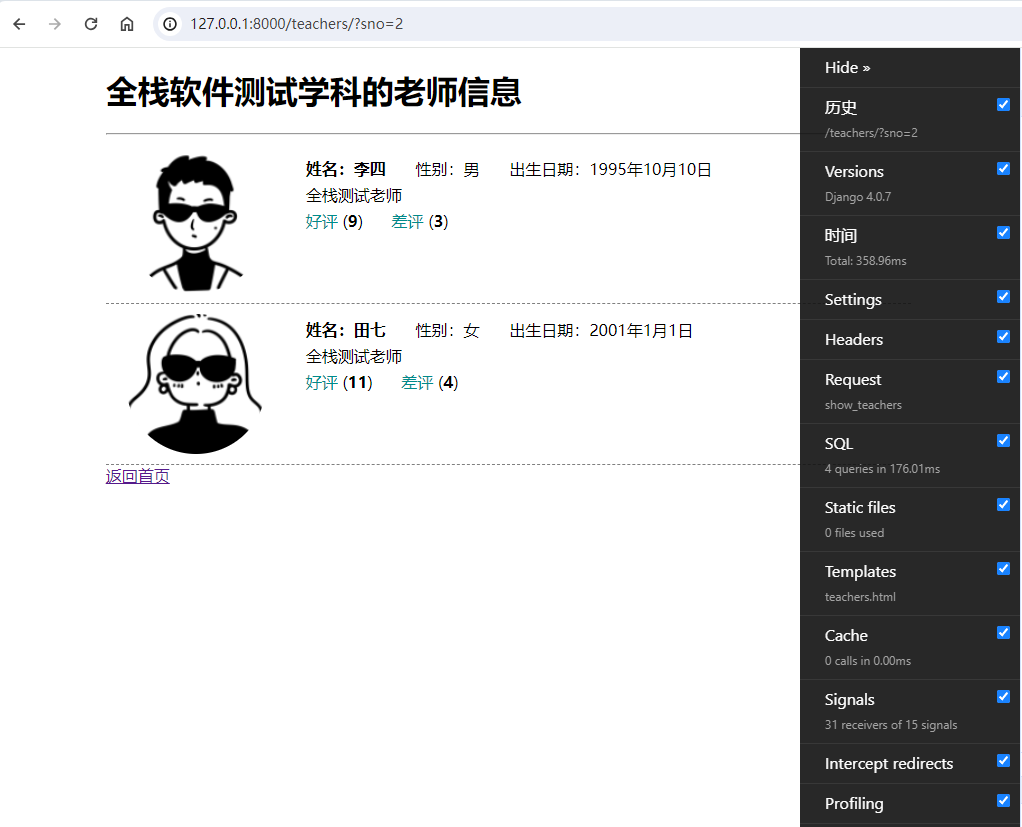 127.0.0.1:8000/teachers/?sno=2
全栈软件测试学科的老师信息
姓名：李四 性别：男 出生日期：1995年10月10日
全栈测试老师
好评 (9) 差评 (3)
姓名：田七 性别：女 出生日期：2001年1月1日
全栈测试老师
好评 (11) 差评 (4)
返回首页
Hide »
历史
/teachers/?sno=2
Versions
Django 4.0.7
时间
Total: 358.96ms
Settings
Headers
Request
show_teachers
SQL
4 queries in 176.01ms
Static files
0 files used
Templates
teachers.html
Cache
0 calls in 0.00ms
Signals
31 receivers of 15 signals
Intercept redirects
Profiling